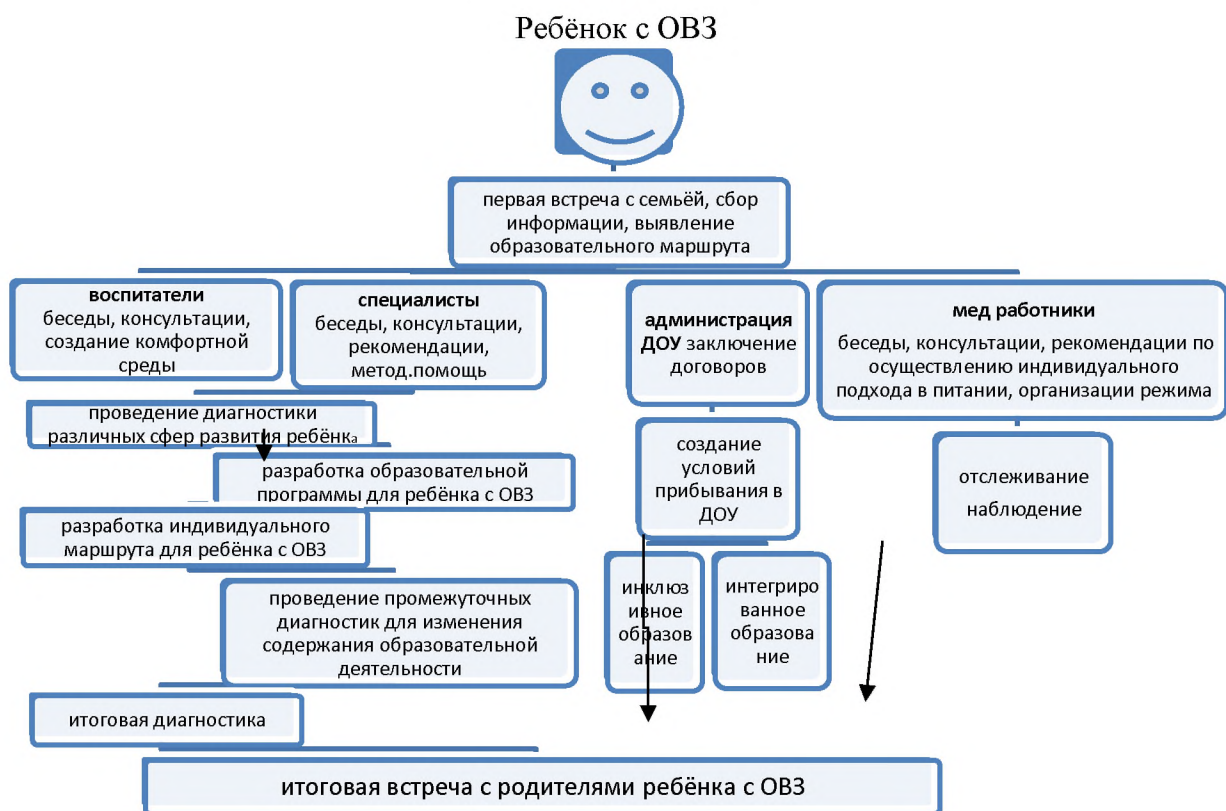 Ребёнок с ОВЗ
первая встреча с семьёй, сбор
информации, выявление
образовательного маршрута
воспитатели
беседы, консультации,
создание комфортной
среды
специалисты
беседы, консультации,
рекомендации,
метод.помощь
администрация
ДОУ заключение
договоров
мед работники
беседы, консультации, рекомендации по
осуществлению индивидуального
подхода в питании, организации режима
проведение диагностики
различных сфер развития ребёнка
разработка образовательной
программы для ребёнка с ОВЗ
создание
условий
прибывания в
ДОУ
отслеживание
наблюдение
разработка индивидуального
маршрута для ребёнка с ОВЗ
проведение промежуточных
диагностик для изменения
содержания образовательной
деятельности
инклюз
ивное
образов
ание
интегриро
ванное
образова
ние
итоговая диагностика
итоговая встреча с родителями ребёнка с ОВЗ